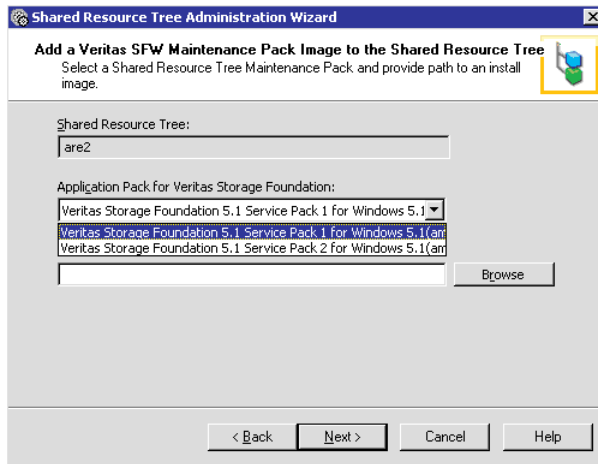 Shared Resource Tree Administration Wizard
Add a Veritas SFW Maintenance Pack Image to the Shared Resource Tree
Select a Shared Resource Tree Maintenance Pack and provide path to an install
image.
Shared Resource Tree:
are2
Application Pack for Veritas Storage Foundation:
Veritas Storage Foundation 5.1 Service Pack 1 for Windows 5.1
Veritas Storage Foundation 5.1 Service Pack 1 for Windows 5.1(am
Veritas Storage Foundation 5.1 Service Pack 2 for Windows 5.1(am
Browse
< Back
Next >
Cancel
Help